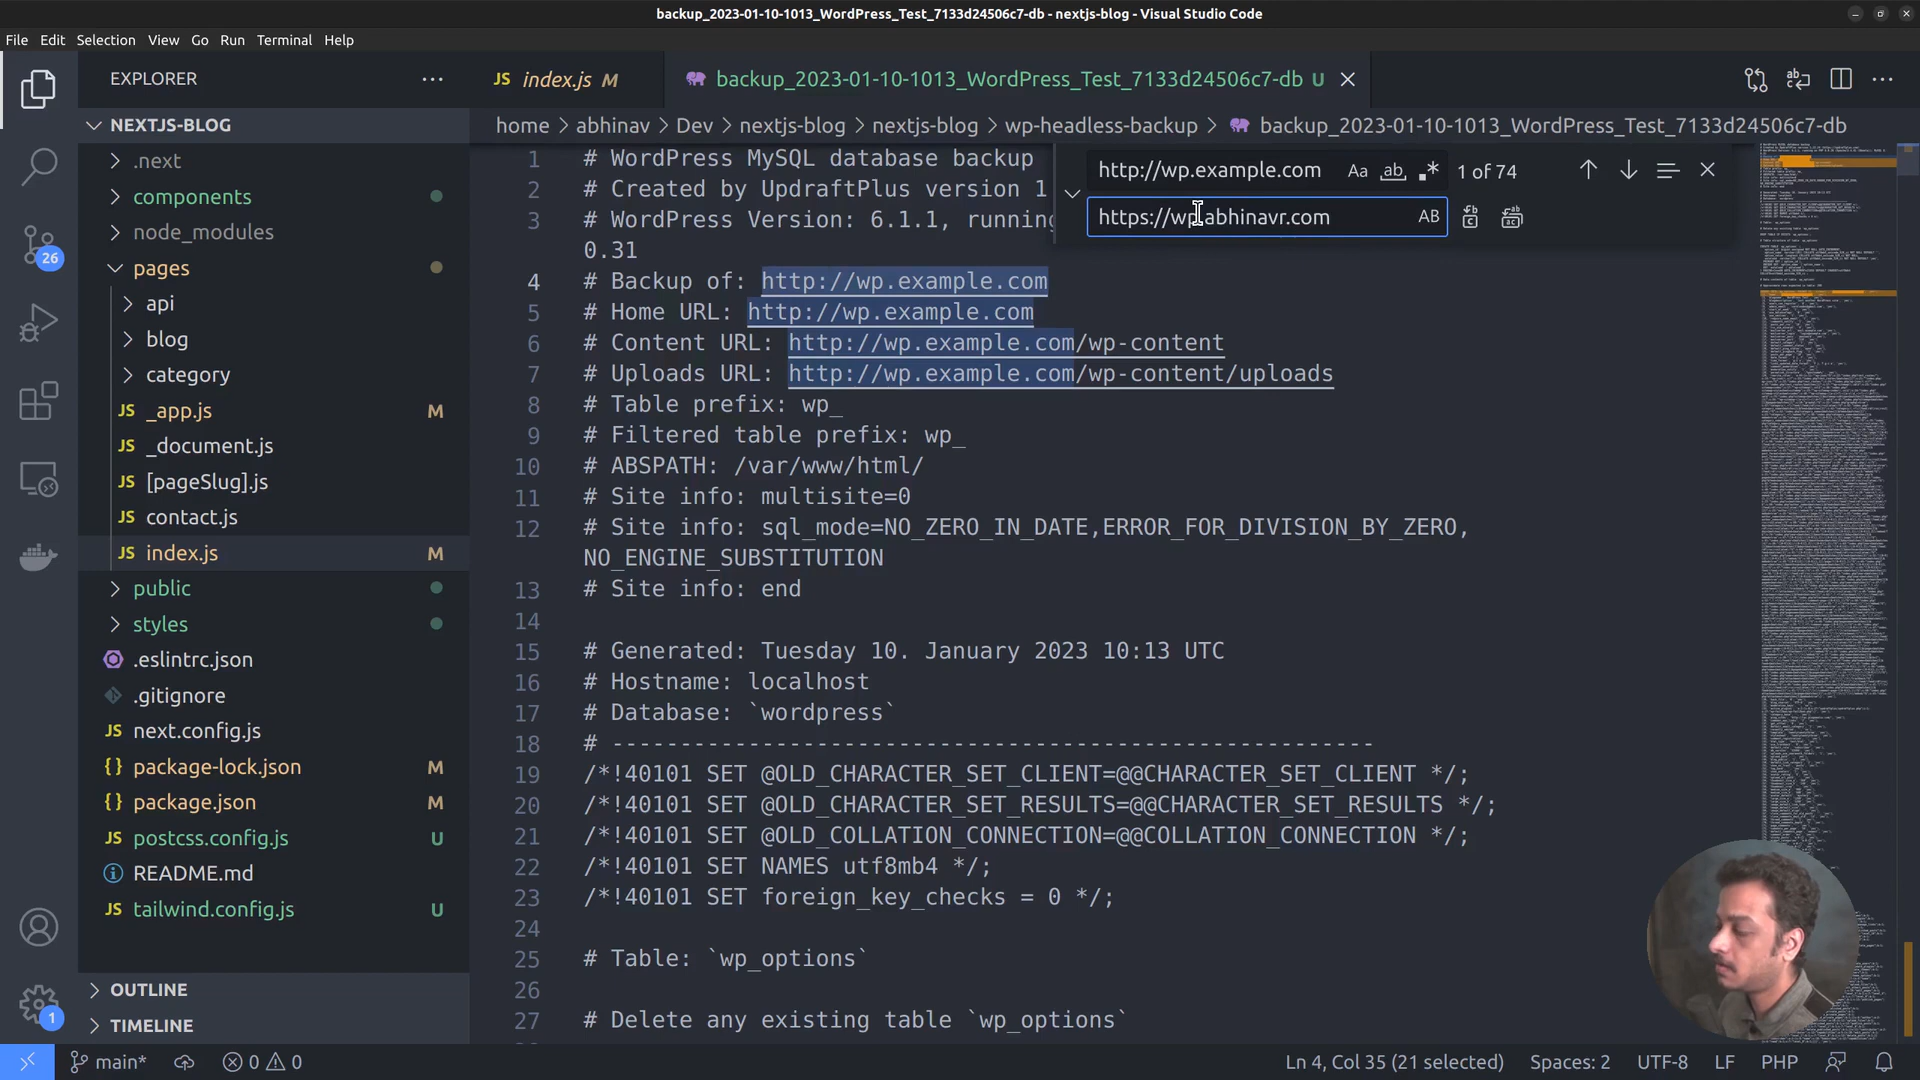 backup_2023-01-10-1013_WordPress_Test_7133d24506c7-db - nextjs-blog - Visual Studio Code
File Edit Selection View Go Run Terminal Help
EXPLORER
NEXTJS-BLOG
.next
components
node_modules
pages
api
blog
category
JS _app.js M
JS _document.js
JS [pageSlug].js
JS contact.js
JS index.js M
public
styles
.eslintrc.json
.gitignore
JS next.config.js
{} package-lock.json M
{} package.json M
JS postcss.config.js U
README.md
JS tailwind.config.js U
OUTLINE
TIMELINE
26
1
JS index.js M
backup_2023-01-10-1013_WordPress_Test_7133d24506c7-db U
home > abhinav > Dev > nextjs-blog > nextjs-blog > wp-headless-backup > backup_2023-01-10-1013_WordPress_Test_7133d24506c7-db
http://wp.example.com Aa ab 1 of 74
https://wp.abhinavr.com AB
1 # WordPress MySQL database backup
2 # Created by UpdraftPlus version 1
3 # WordPress Version: 6.1.1, running
0.31
4 # Backup of: http://wp.example.com
5 # Home URL: http://wp.example.com
6 # Content URL: http://wp.example.com/wp-content
7 # Uploads URL: http://wp.example.com/wp-content/uploads
8 # Table prefix: wp_
9 # Filtered table prefix: wp_
10 # ABSPATH: /var/www/html/
11 # Site info: multisite=0
12 # Site info: sql_mode=NO_ZERO_IN_DATE,ERROR_FOR_DIVISION_BY_ZERO,
NO_ENGINE_SUBSTITUTION
13 # Site info: end
14
15 # Generated: Tuesday 10. January 2023 10:13 UTC
16 # Hostname: localhost
17 # Database: `wordpress`
18 # --------------------------------------------------------
19 /*!40101 SET @OLD_CHARACTER_SET_CLIENT=@@CHARACTER_SET_CLIENT */;
20 /*!40101 SET @OLD_CHARACTER_SET_RESULTS=@@CHARACTER_SET_RESULTS */;
21 /*!40101 SET @OLD_COLLATION_CONNECTION=@@COLLATION_CONNECTION */;
22 /*!40101 SET NAMES utf8mb4 */;
23 /*!40101 SET foreign_key_checks = 0 */;
24
25 # Table: `wp_options`
26
27 # Delete any existing table `wp_options`
main* 0 0
Ln 4, Col 35 (21 selected) Spaces: 2 UTF-8 LF PHP